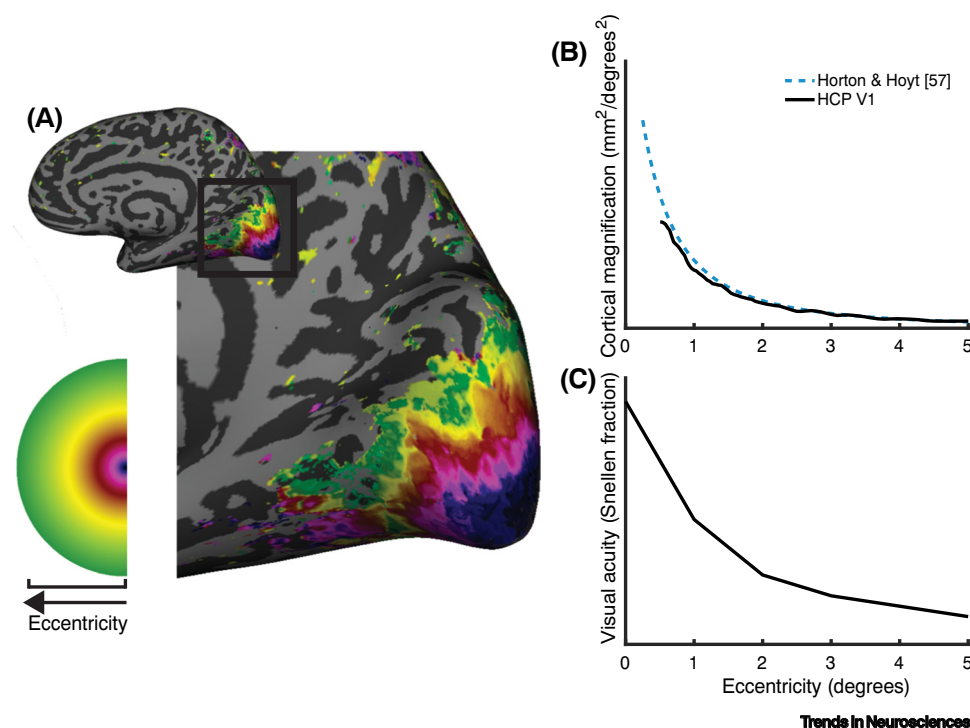 (A)
Eccentricity
(B)
Cortical magnification (mm²/degrees²)
Horton & Hoyt [57]
HCP V1
0 1 2 3 4 5
(C)
Visual acuity (Snellen fraction)
0 1 2 3 4 5
Eccentricity (degrees)
Trends in Neurosciences